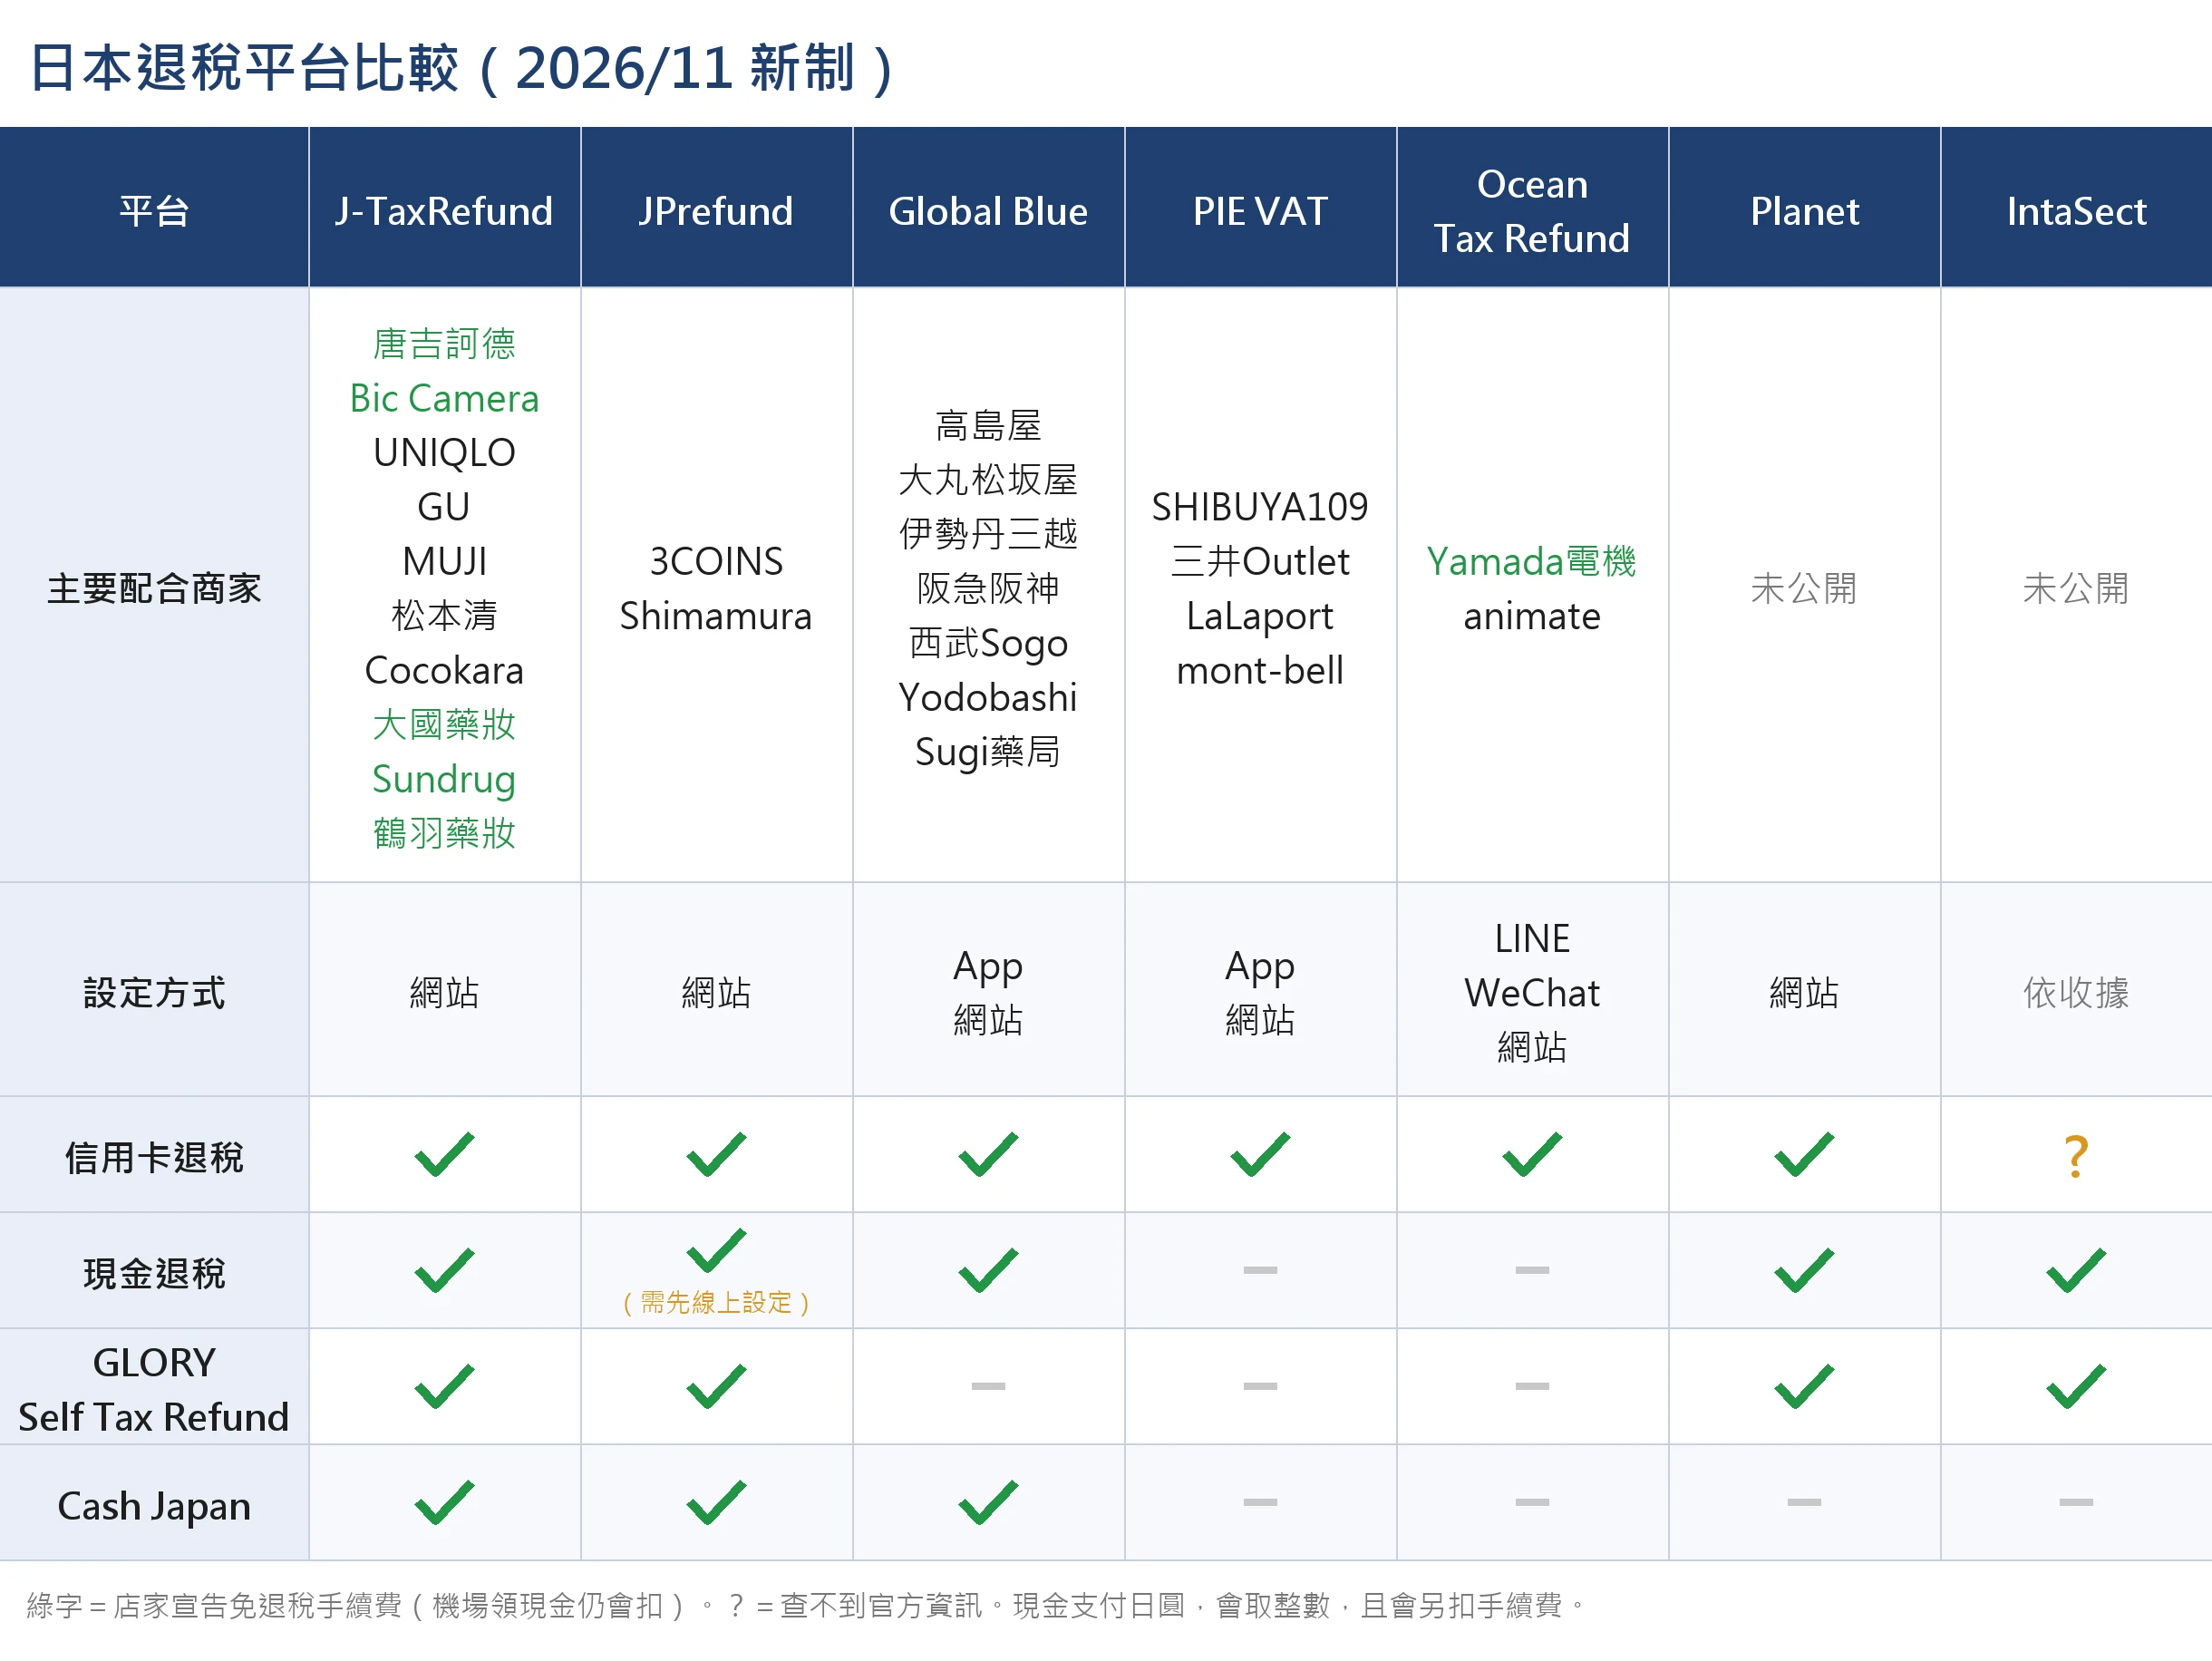 日本退稅平台比較（2026/11 新制）
平台
J-TaxRefund
JPrefund
Global Blue
PIE VAT
Ocean
Tax Refund
Planet
IntaSect
主要配合商家
唐吉訶德
Bic Camera
UNIQLO
GU
MUJI
松本清
Cocokara
大國藥妝
Sundrug
鶴羽藥妝
3COINS
Shimamura
高島屋
大丸松坂屋
伊勢丹三越
阪急阪神
西武Sogo
Yodobashi
Sugi藥局
SHIBUYA109
三井Outlet
LaLaport
mont-bell
Yamada電機
animate
未公開
未公開
設定方式
網站
網站
App
網站
App
網站
LINE
WeChat
網站
網站
依收據
信用卡退稅
✓
✓
✓
✓
✓
✓
?
現金退稅
✓
✓
（需先線上設定）
✓
–
–
✓
✓
GLORY
Self Tax Refund
✓
✓
–
–
–
✓
✓
Cash Japan
✓
✓
✓
–
–
–
–
綠字＝店家宣告免退稅手續費（機場領現金仍會扣）。？＝查不到官方資訊。現金支付日圓，會取整數，且會另扣手續費。